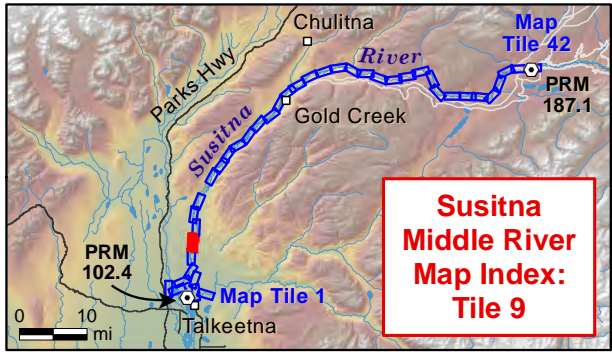 Chulitna
Map
Tile 42
River
Parks Hwy
PRM
187.1
Gold Creek
Susitna
Susitna
Middle River
Map Index:
Tile 9
PRM
102.4
Map Tile 1
0 10
mi
Talkeetna